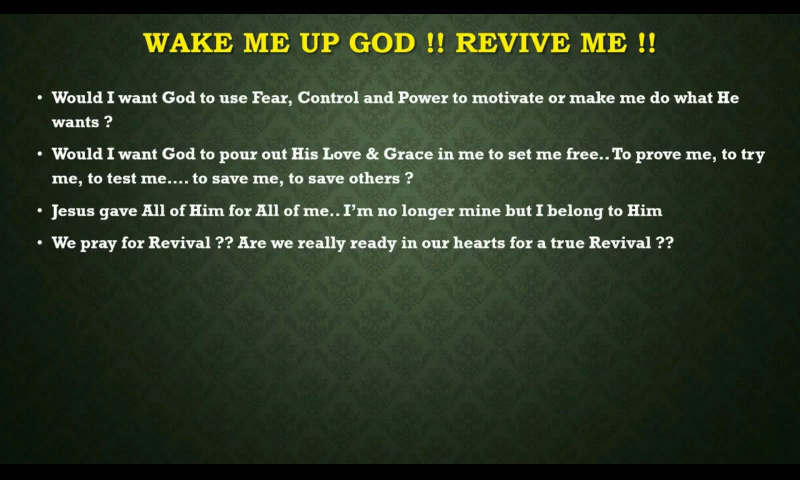 WAKE ME UP GOD !! REVIVE ME !!
• Would I want God to use Fear, Control and Power to motivate or make me do what He
wants ?
• Would I want God to pour out His Love & Grace in me to set me free.. To prove me, to try
me, to test me.... to save me, to save others ?
• Jesus gave All of Him for All of me.. I'm no longer mine but I belong to Him
• We pray for Revival ?? Are we really ready in our hearts for a true Revival ??